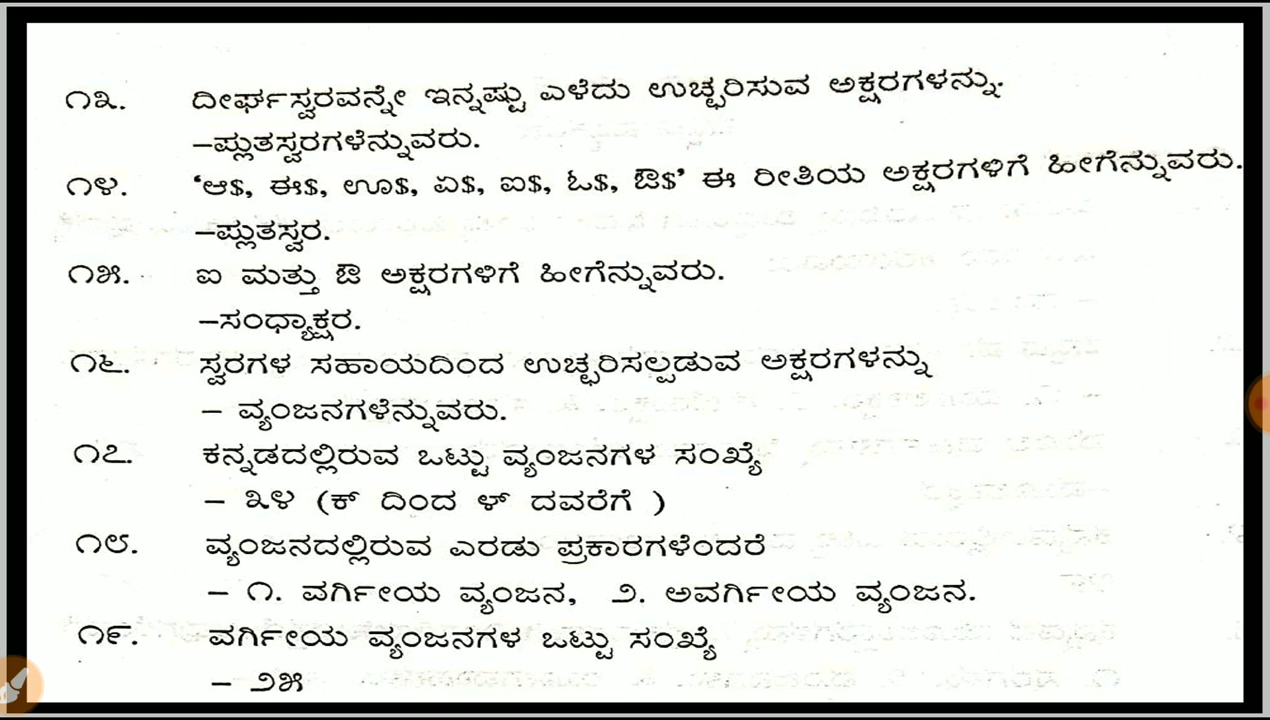 ೧೩. ದೀರ್ಘಸ್ವರವನ್ನೇ ಇನ್ನಷ್ಟು ಎಳೆದು ಉಚ್ಛರಿಸುವ ಅಕ್ಷರಗಳನ್ನು.
–ಪ್ಲುತಸ್ವರಗಳೆನ್ನುವರು.
೧೪. ‘ಆ$, ಈ$, ಊ$, ಏ$, ಐ$, ಓ$, ಔ$’ ಈ ರೀತಿಯ ಅಕ್ಷರಗಳಿಗೆ ಹೀಗೆನ್ನುವರು.
–ಪ್ಲುತಸ್ವರ.
೧೫. ಐ ಮತ್ತು ಔ ಅಕ್ಷರಗಳಿಗೆ ಹೀಗೆನ್ನುವರು.
–ಸಂಧ್ಯಾಕ್ಷರ.
೧೬. ಸ್ವರಗಳ ಸಹಾಯದಿಂದ ಉಚ್ಛರಿಸಲ್ಪಡುವ ಅಕ್ಷರಗಳನ್ನು
– ವ್ಯಂಜನಗಳೆನ್ನುವರು.
೧೭. ಕನ್ನಡದಲ್ಲಿರುವ ಒಟ್ಟು ವ್ಯಂಜನಗಳ ಸಂಖ್ಯೆ
– ೩೪ (ಕ್ ದಿಂದ ಳ್ ದವರೆಗೆ )
೧೮. ವ್ಯಂಜನದಲ್ಲಿರುವ ಎರಡು ಪ್ರಕಾರಗಳೆಂದರೆ
– ೧. ವರ್ಗೀಯ ವ್ಯಂಜನ, ೨. ಅವರ್ಗೀಯ ವ್ಯಂಜನ.
೧೯. ವರ್ಗೀಯ ವ್ಯಂಜನಗಳ ಒಟ್ಟು ಸಂಖ್ಯೆ
– ೨೫